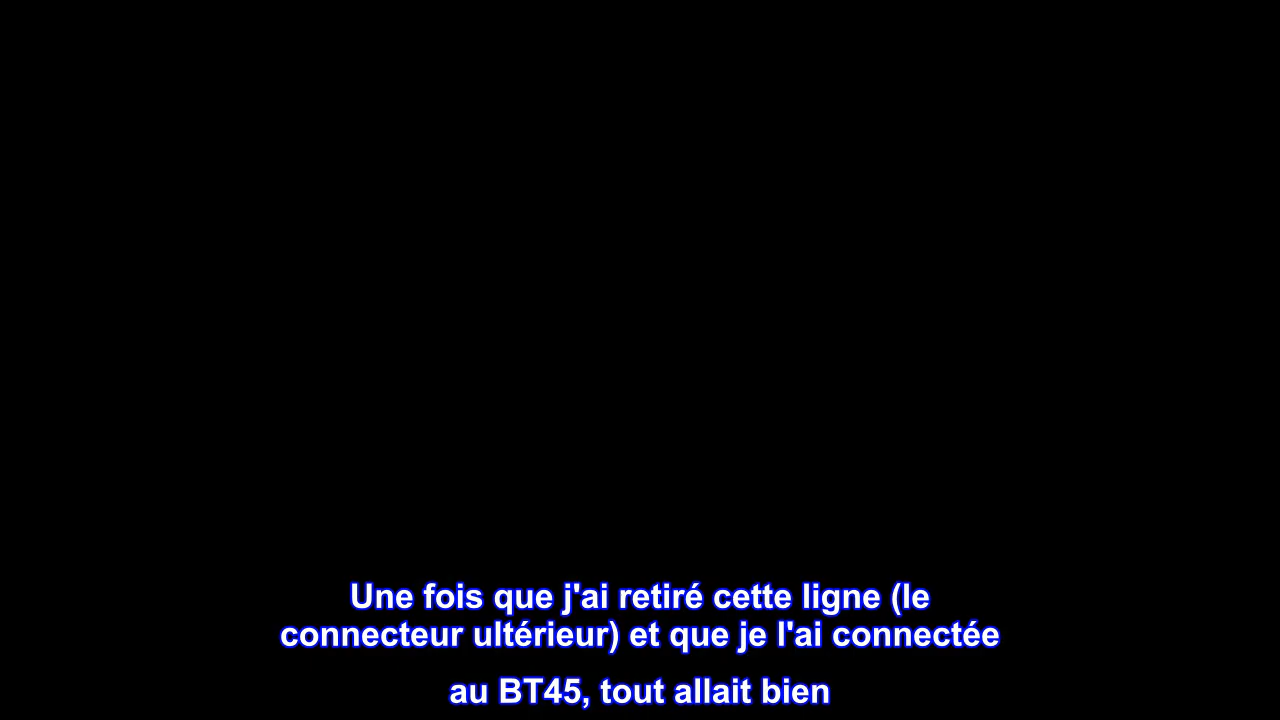 Une fois que j'ai retiré cette ligne (le
connecteur ultérieur) et que je l'ai connectée
au BT45, tout allait bien